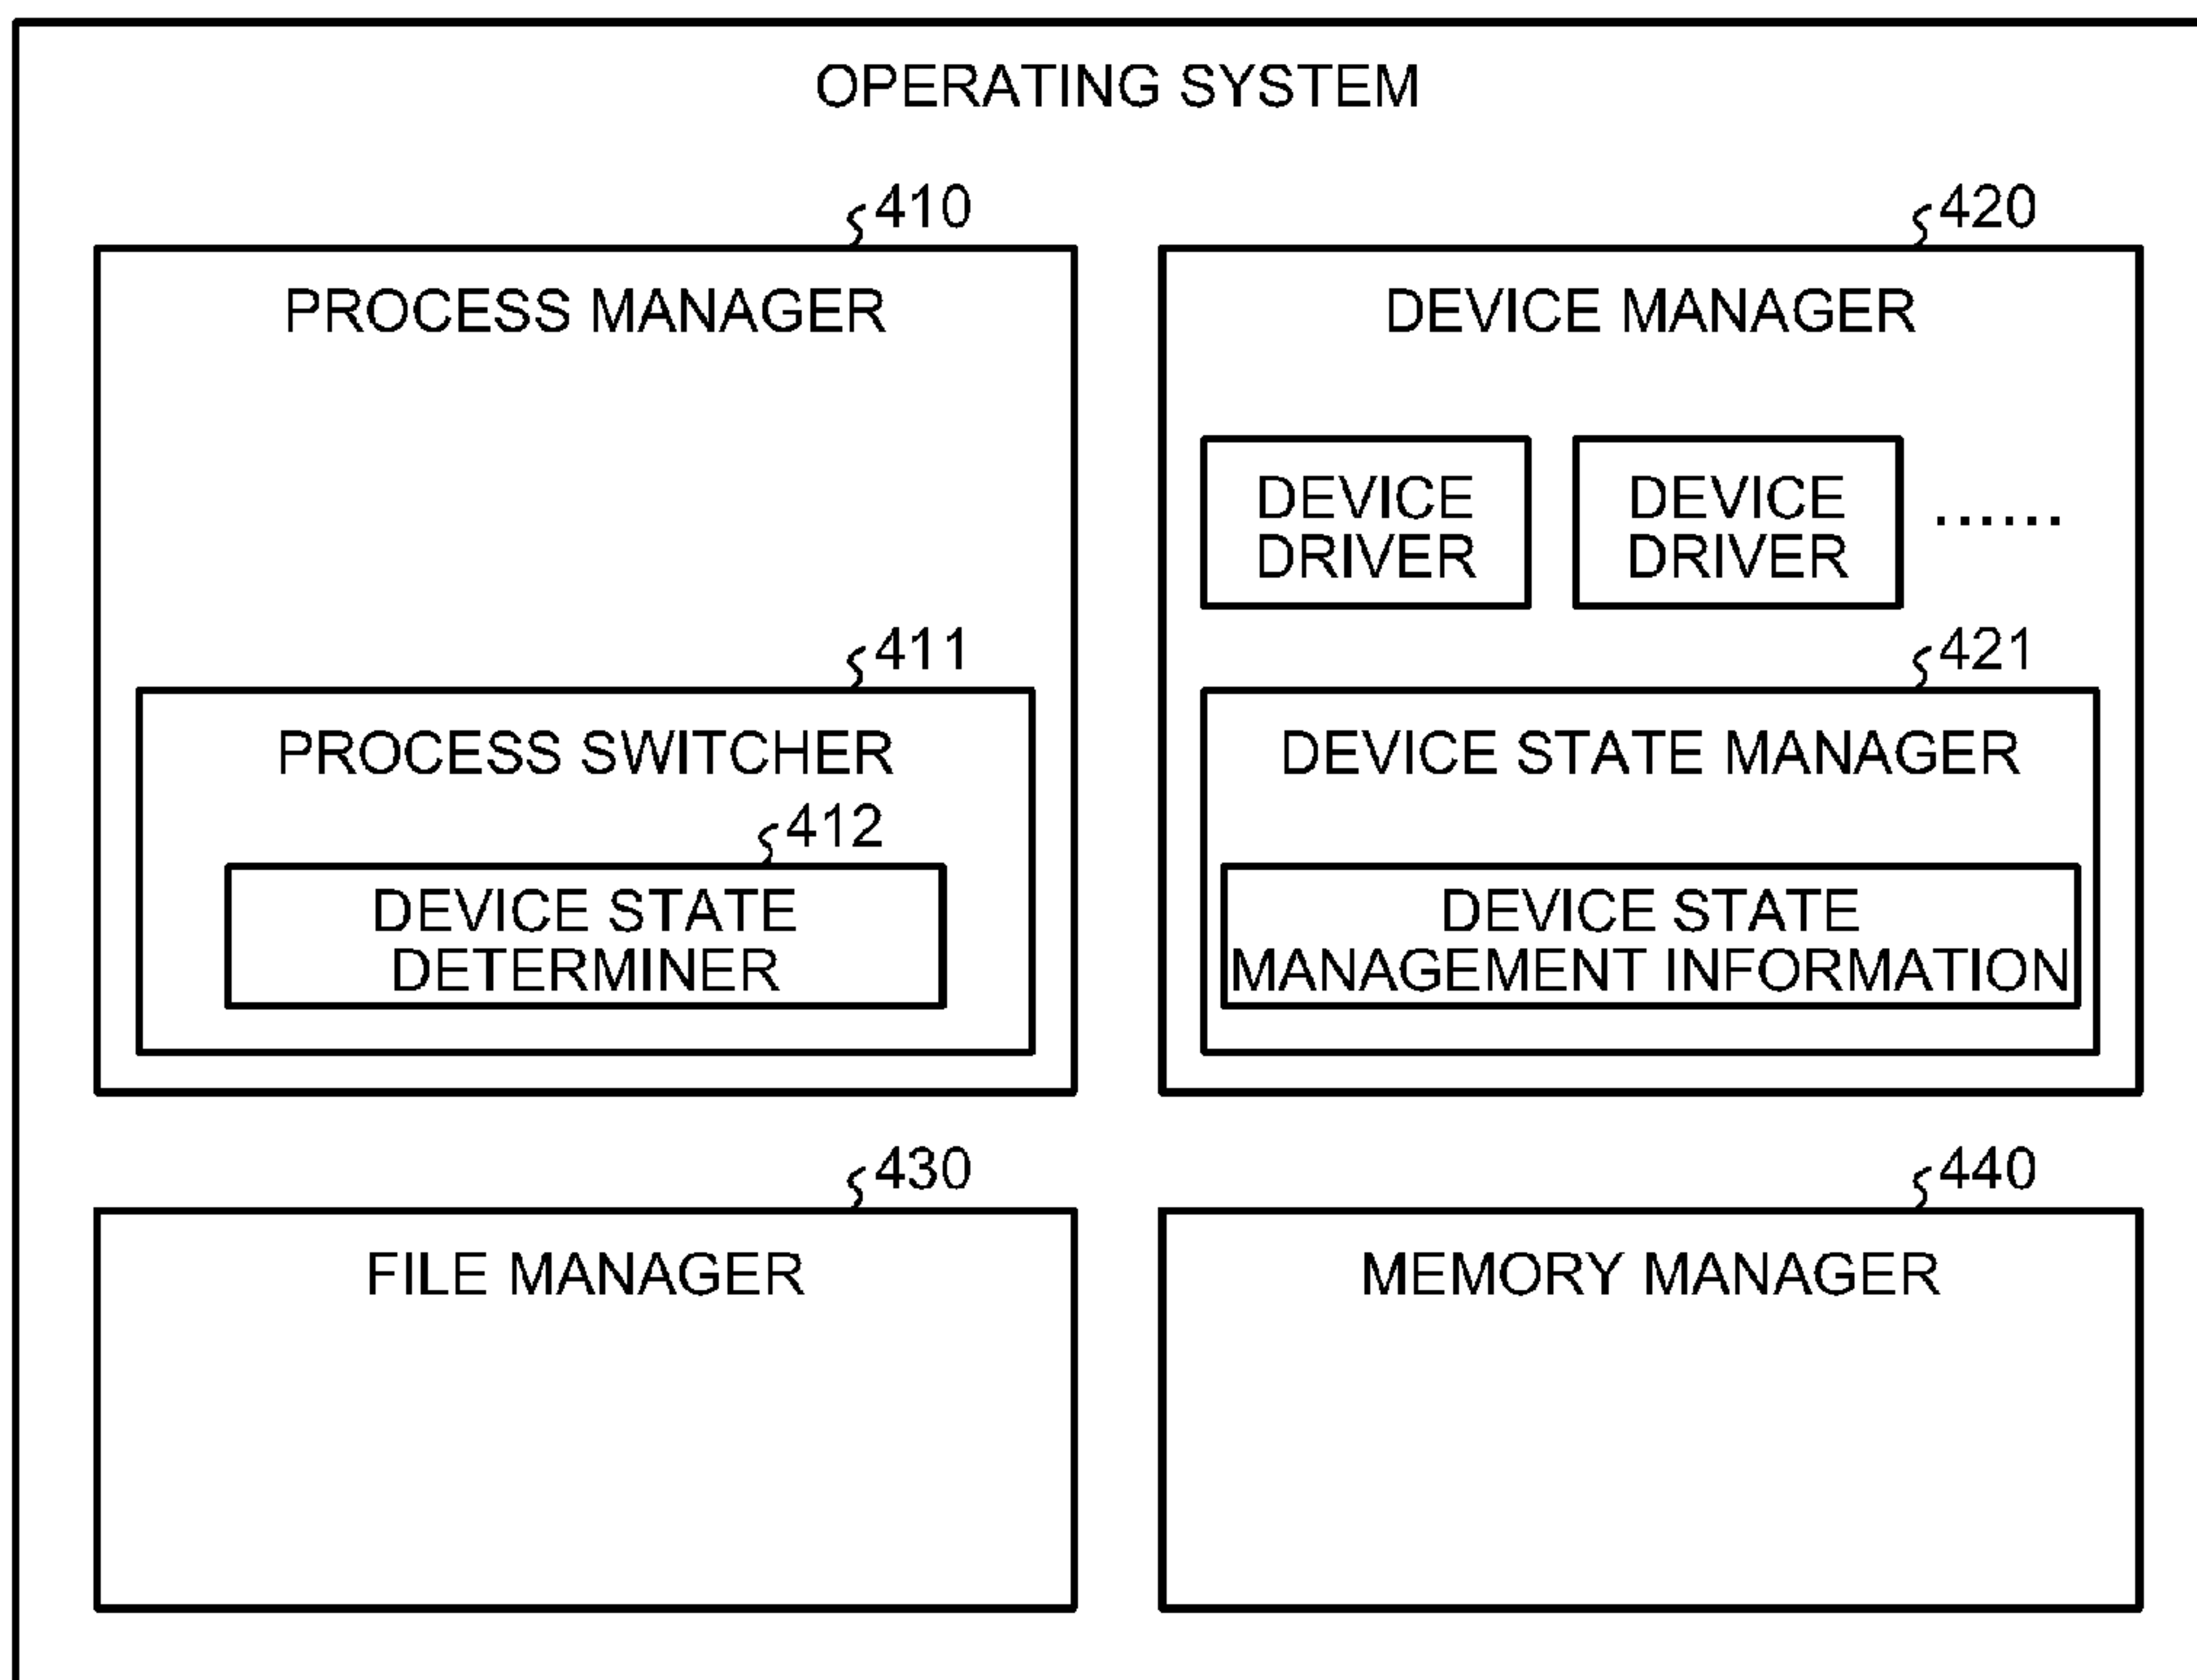 OPERATING SYSTEM
410
PROCESS MANAGER
411
PROCESS SWITCHER
412
DEVICE STATE
DETERMINER
420
DEVICE MANAGER
DEVICE
DRIVER
DEVICE
DRIVER
......
421
DEVICE STATE MANAGER
DEVICE STATE
MANAGEMENT INFORMATION
430
FILE MANAGER
440
MEMORY MANAGER